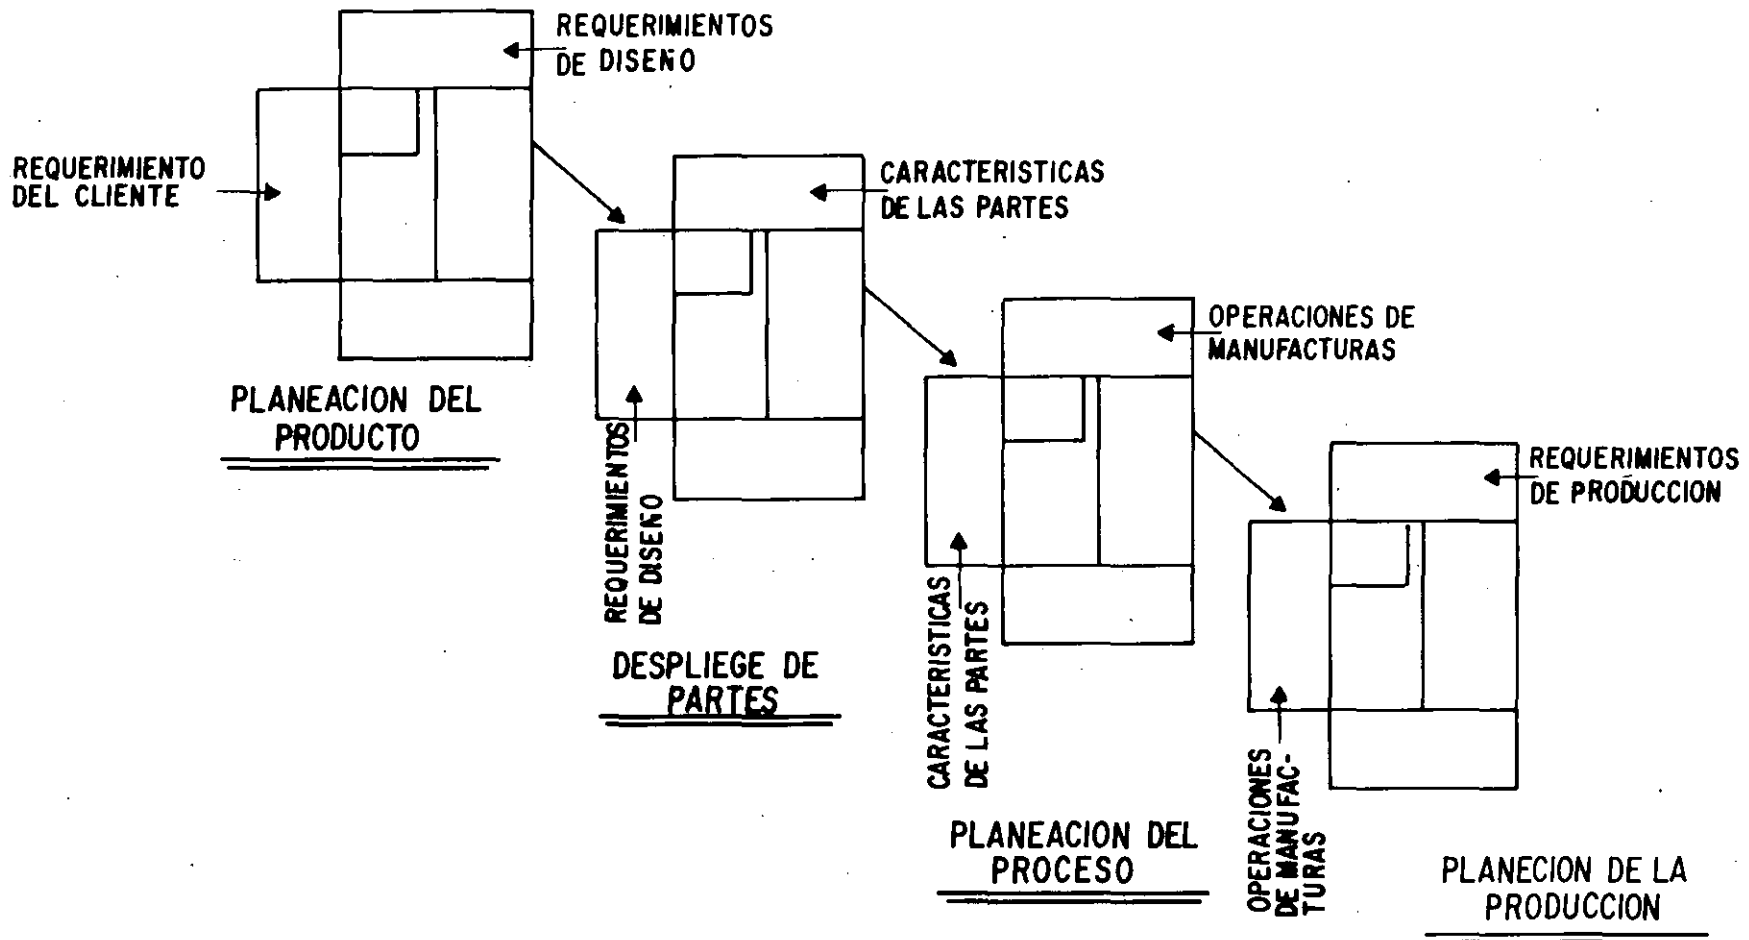 REQUERIMIENTOS
DE DISEÑO
REQUERIMIENTO
DEL CLIENTE
PLANEACION DEL
PRODUCTO
CARACTERISTICAS
DE LAS PARTES
REQUERIMIENTOS
DE DISEÑO
DESPLIEGE DE
PARTES
OPERACIONES DE
MANUFACTURAS
CARACTERISTICAS
DE LAS PARTES
PLANEACION DEL
PROCESO
REQUERIMIENTOS
DE PRODUCCION
OPERACIONES
DE MANUFAC-
TURAS
PLANECION DE LA
PRODUCCION